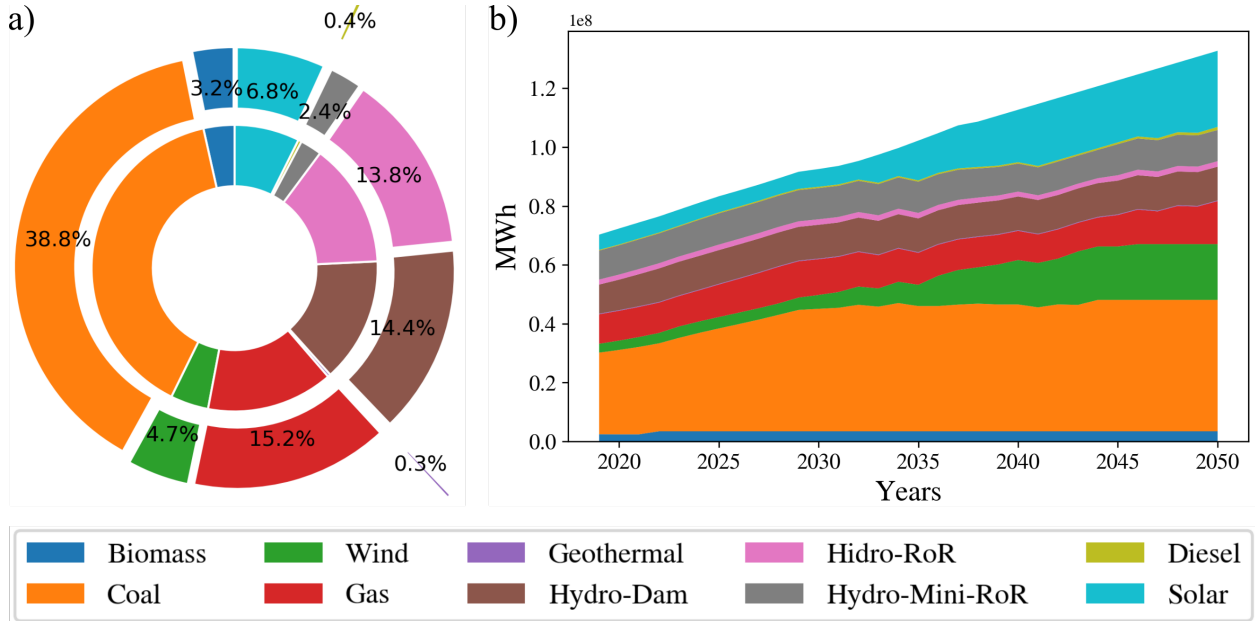 a)
0.4%
3.2%
6.8%
2.4%
13.8%
38.8%
14.4%
4.7%
15.2%
0.3%
b)
1e8
1.2
1.0
0.8
0.6
0.4
0.2
0.0
MWh
2020 2025 2030 2035 2040 2045 2050
Years
Biomass Wind Geothermal Hidro-RoR Diesel
Coal Gas Hydro-Dam Hydro-Mini-RoR Solar